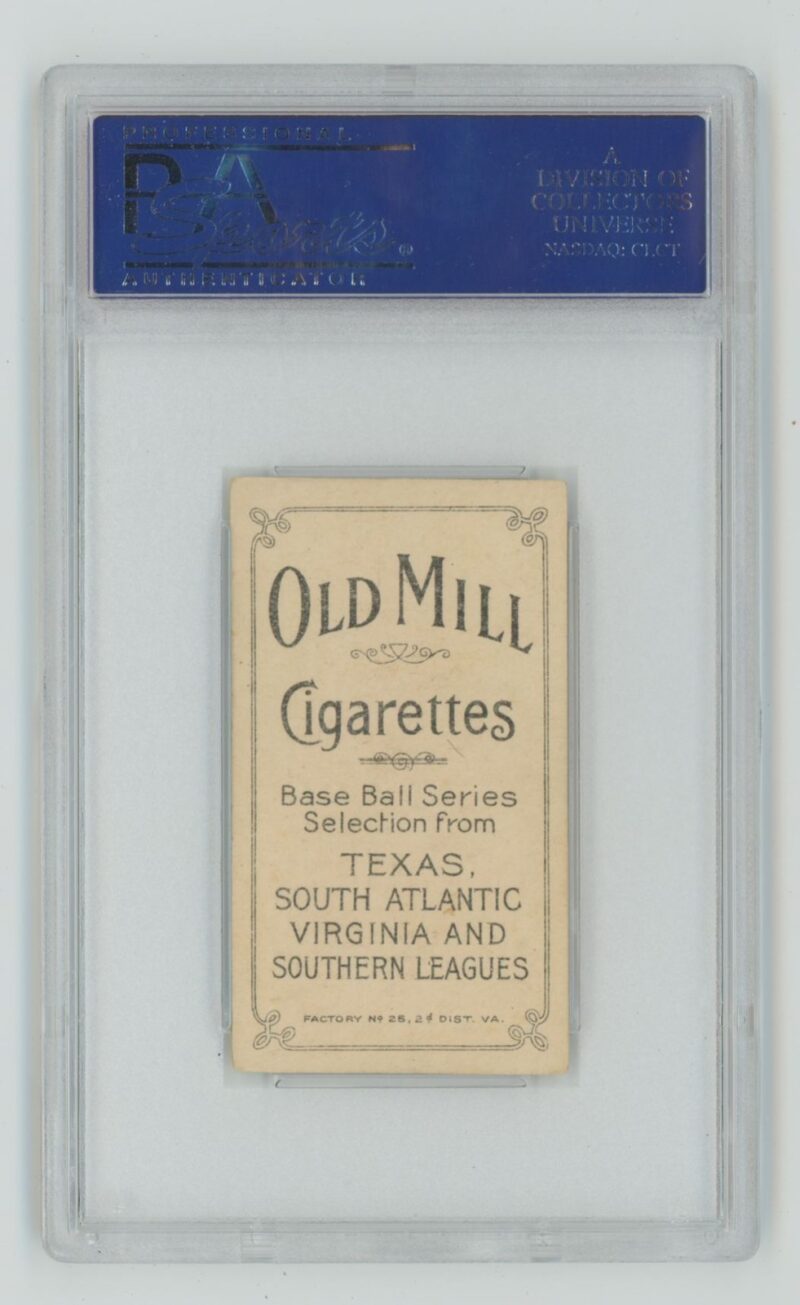 PROFESSIONAL
PSA
Sports
®
AUTHENTICATOR
A
DIVISION OF
COLLECTORS
UNIVERSE
NASDAQ: CLCT
OLD MILL
Cigarettes
Base Ball Series
Selection from
TEXAS,
SOUTH ATLANTIC
VIRGINIA AND
SOUTHERN LEAGUES
FACTORY Nº 25, 2d DIST. VA.